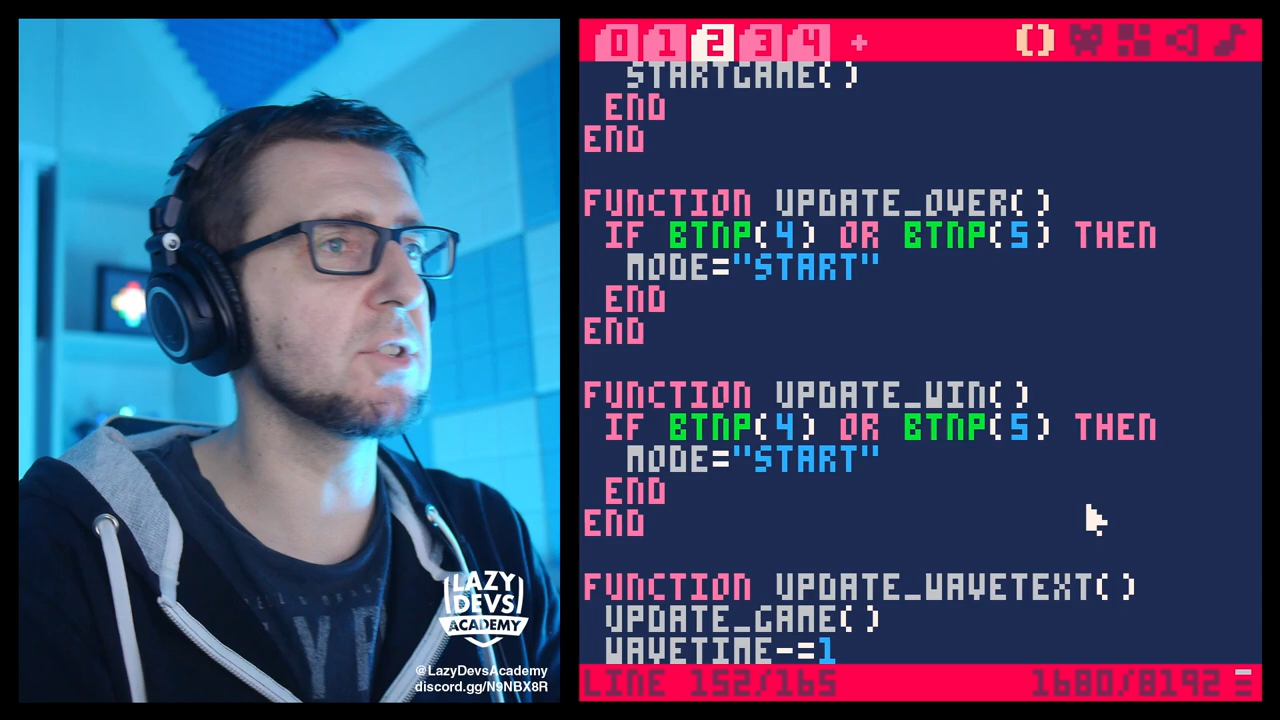 0 1 2 3 4 +
STARTGAME()
END
END
FUNCTION UPDATE_OVER()
IF BTNP(4) OR BTNP(5) THEN
MODE="START"
END
END
FUNCTION UPDATE_WIN()
IF BTNP(4) OR BTNP(5) THEN
MODE="START"
END
END
FUNCTION UPDATE_WAVETEXT()
UPDATE_GAME()
WAVETIME-=1
LINE 152/165 1680/8192
LAZY
DEVS
ACADEMY
@LazyDevsAcademy
discord.gg/N9NBX8R